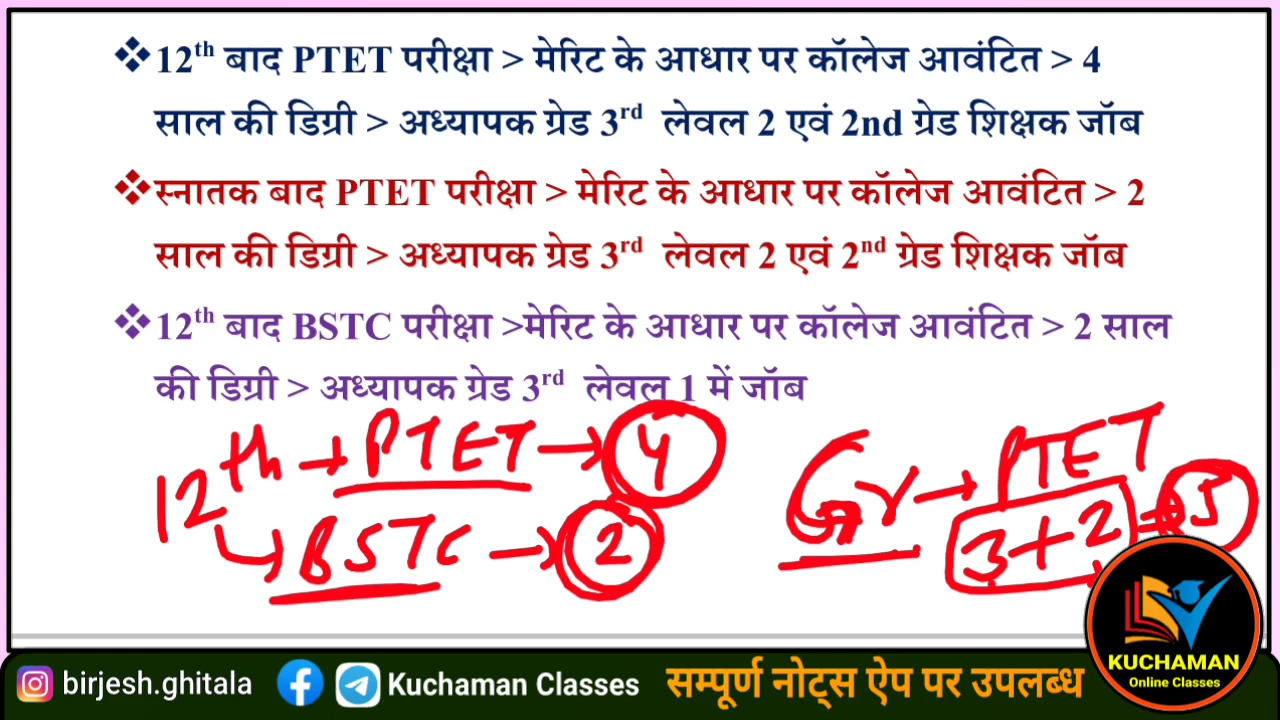 ❖12th बाद PTET परीक्षा > मेरिट के आधार पर कॉलेज आवंटित > 4
साल की डिग्री > अध्यापक ग्रेड 3rd लेवल 2 एवं 2nd ग्रेड शिक्षक जॉब
❖स्नातक बाद PTET परीक्षा > मेरिट के आधार पर कॉलेज आवंटित > 2
साल की डिग्री > अध्यापक ग्रेड 3rd लेवल 2 एवं 2nd ग्रेड शिक्षक जॉब
❖12th बाद BSTC परीक्षा >मेरिट के आधार पर कॉलेज आवंटित > 2 साल
की डिग्री > अध्यापक ग्रेड 3rd लेवल 1 में जॉब
12th → PTET → 4
↳ BSTC → 2
Gr → PTET
3+2 → 5
KUCHAMAN
Online Classes
birjesh.ghitala
Kuchaman Classes
सम्पूर्ण नोट्स ऐप पर उपलब्ध